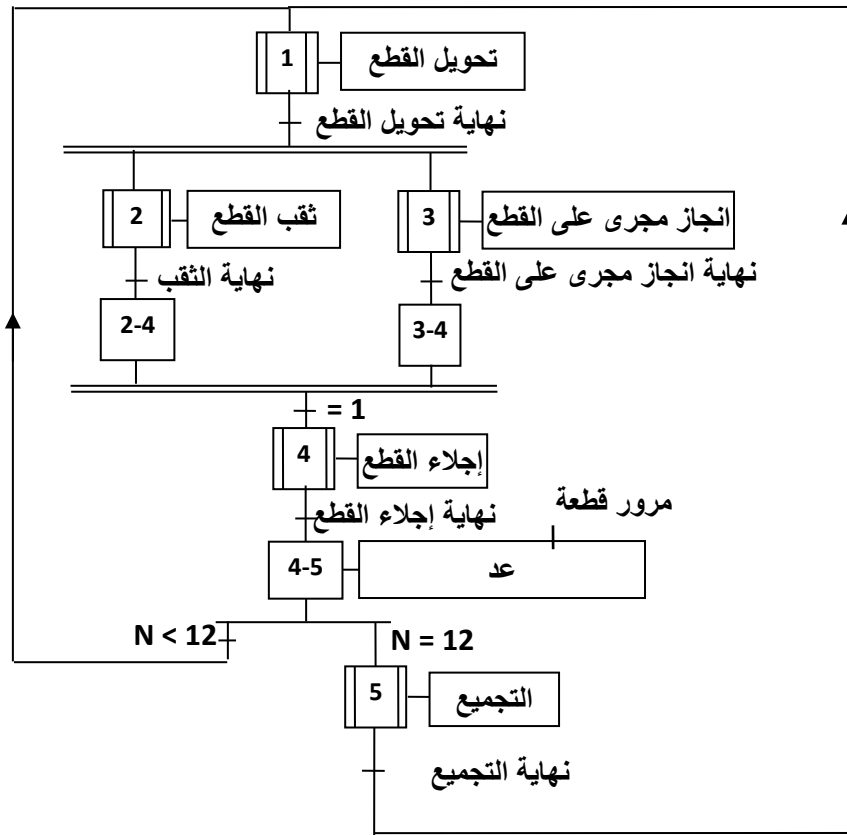 1
تحويل القطع
نهاية تحويل القطع
2
ثقب القطع
3
انجاز مجرى على القطع
نهاية الثقب
نهاية انجاز مجرى على القطع
2-4
3-4
= 1
4
إجلاء القطع
نهاية إجلاء القطع
مرور قطعة
4-5
عد
N < 12
N = 12
5
التجميع
نهاية التجميع